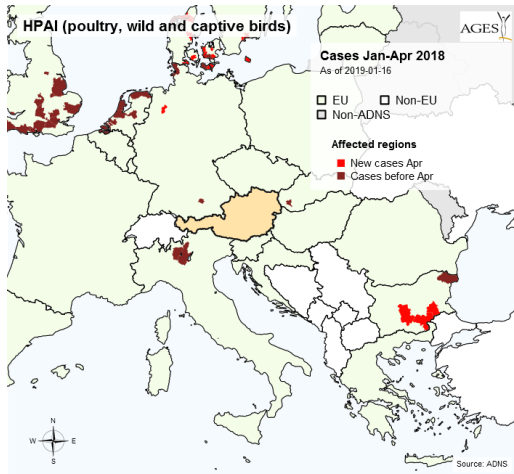 HPAI (poultry, wild and captive birds)
AGES
Cases Jan-Apr 2018
As of 2019-01-16
EU
Non-EU
Non-ADNS
Affected regions
New cases Apr
Cases before Apr
N
W
E
S
Source: ADNS